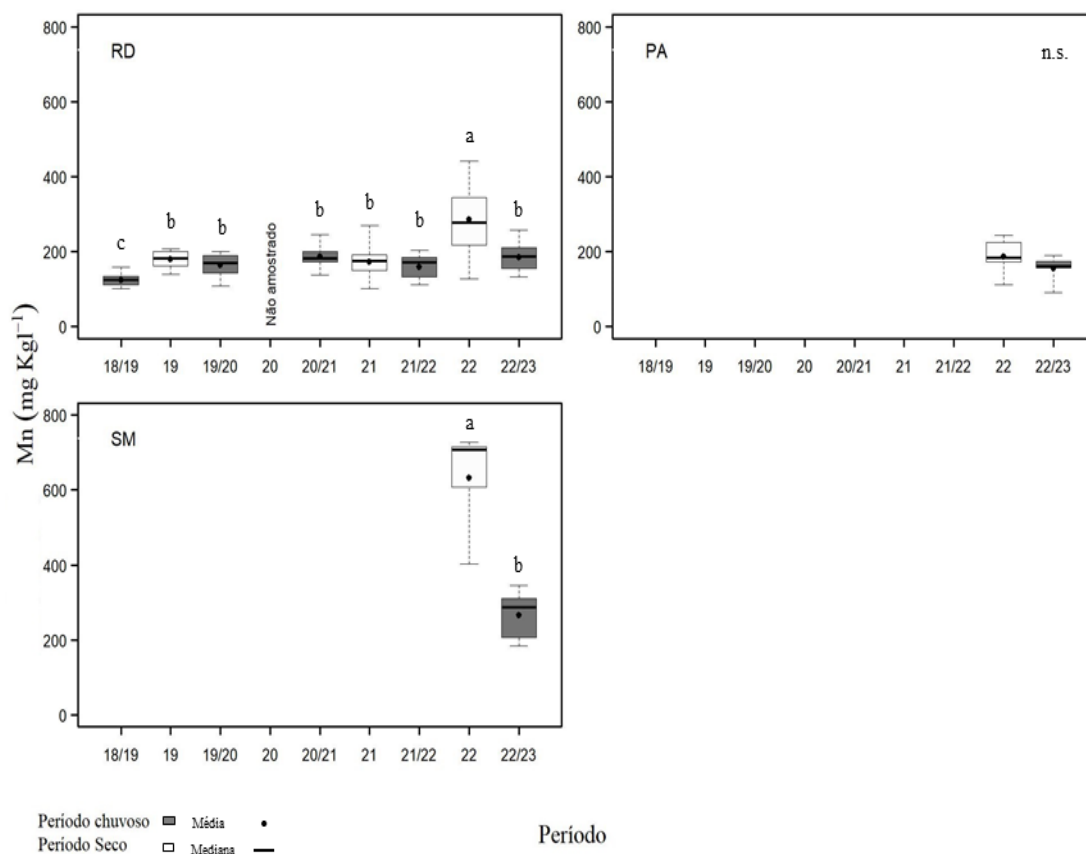 800
RD
600
a
400
b
b
b
b
b
b
c
200
Não amostrado
0
18/19 19 19/20 20 20/21 21 21/22 22 22/23
800
PA
n.s.
600
400
200
0
18/19 19 19/20 20 20/21 21 21/22 22 22/23
Mn (mg Kgl⁻¹)
800
SM
a
600
b
400
200
0
18/19 19 19/20 20 20/21 21 21/22 22 22/23
Período chuvoso Média
Período Seco Mediana
Período